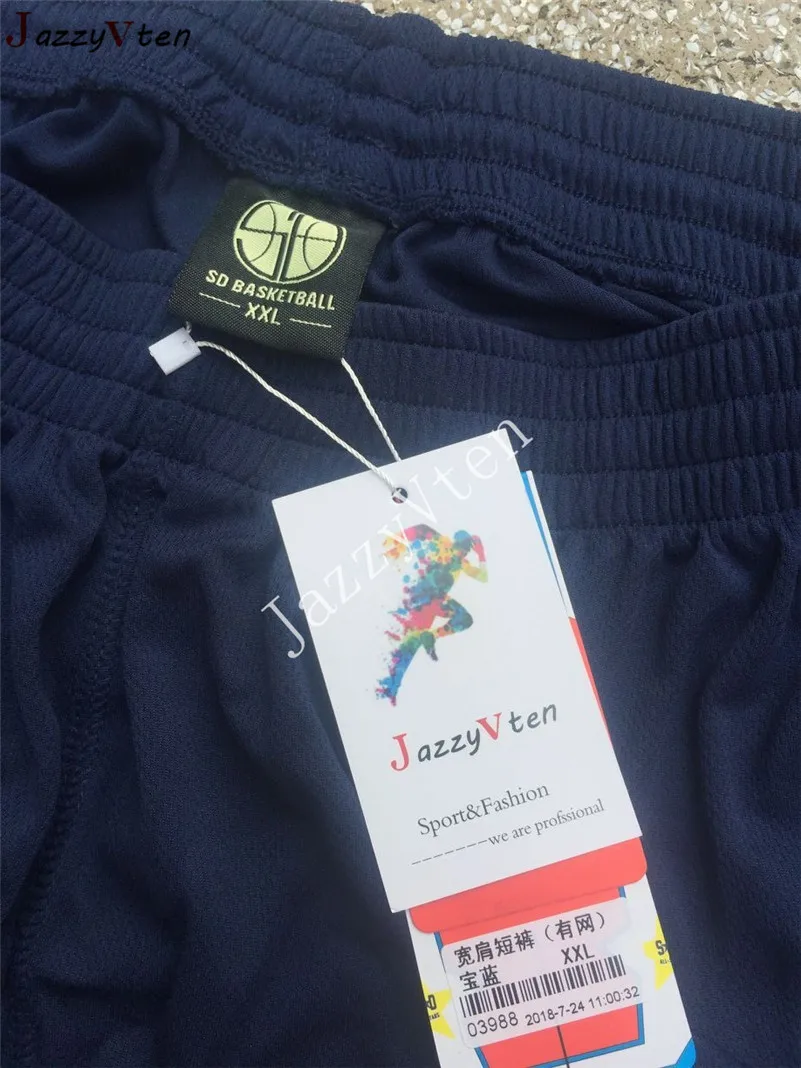 JazzyVten
SD BASKETBALL
XXL
JazzyVten
JazzyVten
Sport&Fashion
-------we are profssional
宽肩短裤（有网）
宝蓝 XXL
03988 2018-7-24 11:00:32